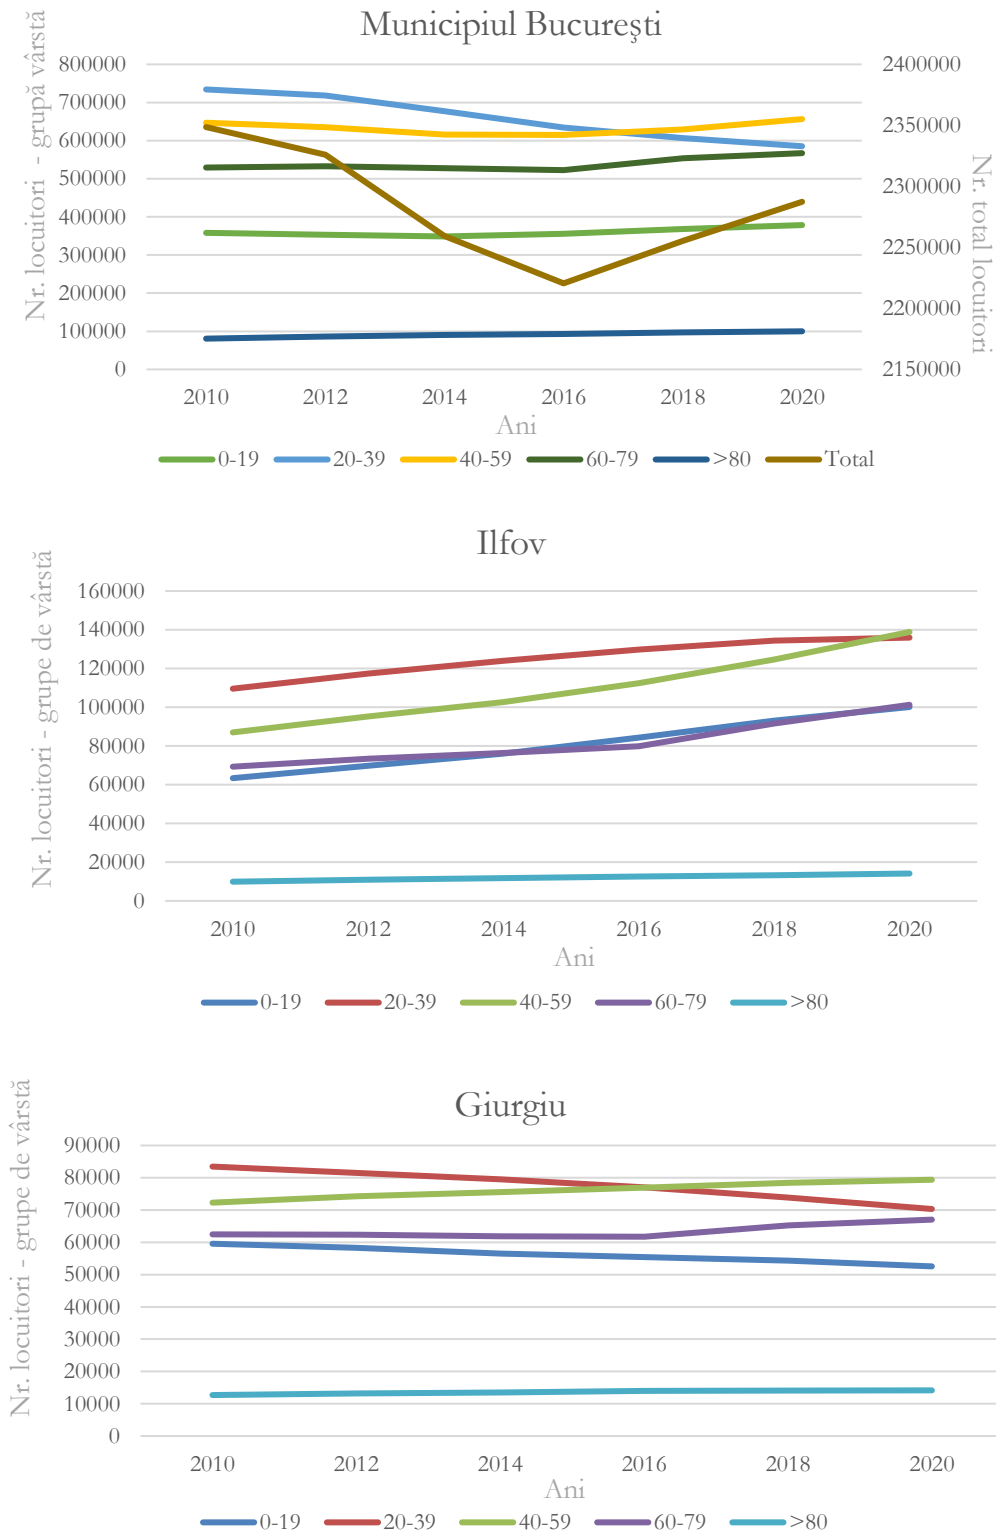 Municipiul București
Nr. locuitori - grupă vârstă
800000
700000
600000
500000
400000
300000
200000
100000
0
2400000
2350000
2300000
2250000
2200000
2150000
Nr. total locuitori
2010 2012 2014 2016 2018 2020
Ani
0-19 20-39 40-59 60-79 >80 Total
Ilfov
Nr. locuitori - grupe de vârstă
160000
140000
120000
100000
80000
60000
40000
20000
0
2010 2012 2014 2016 2018 2020
Ani
0-19 20-39 40-59 60-79 >80
Giurgiu
Nr. locuitori - grupe de vârstă
90000
80000
70000
60000
50000
40000
30000
20000
10000
0
2010 2012 2014 2016 2018 2020
Ani
0-19 20-39 40-59 60-79 >80